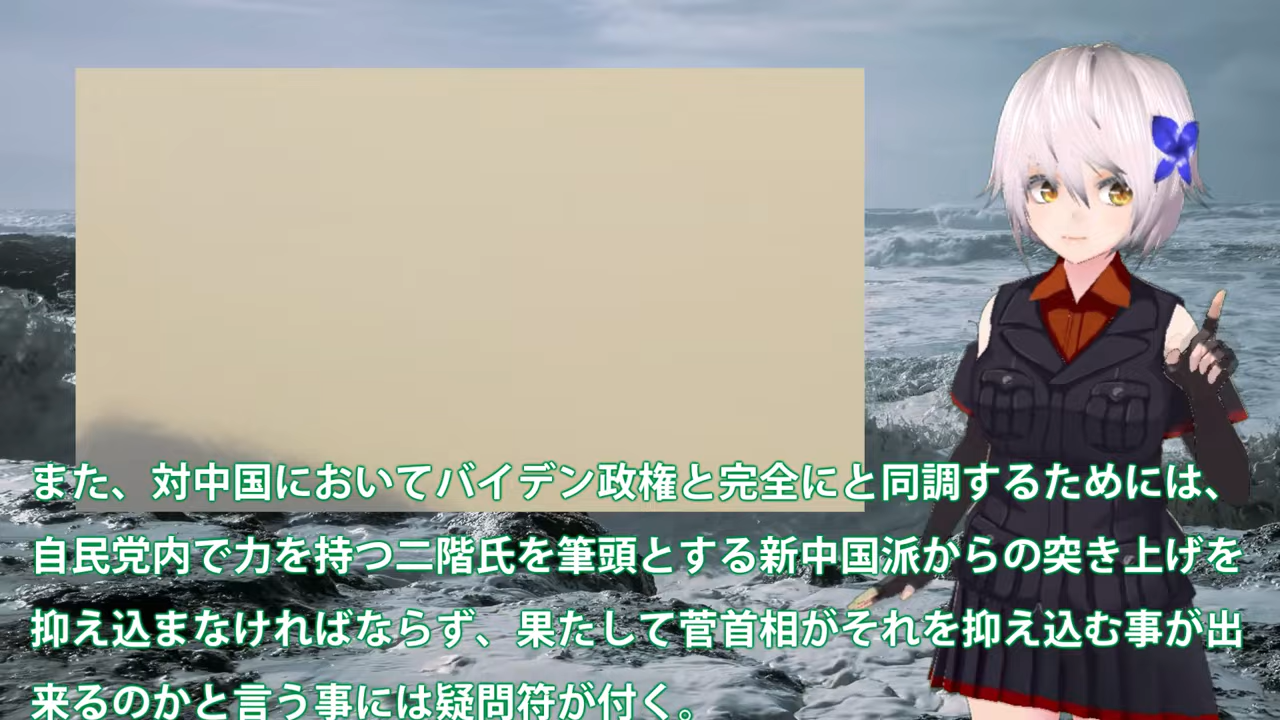 また、対中国においてバイデン政権と完全にと同調するためには、
自民党内で力を持つ二階氏を筆頭とする新中国派からの突き上げを
抑え込まなければならず、果たして菅首相がそれを抑え込む事が出
来るのかと言う事には疑問符が付く。